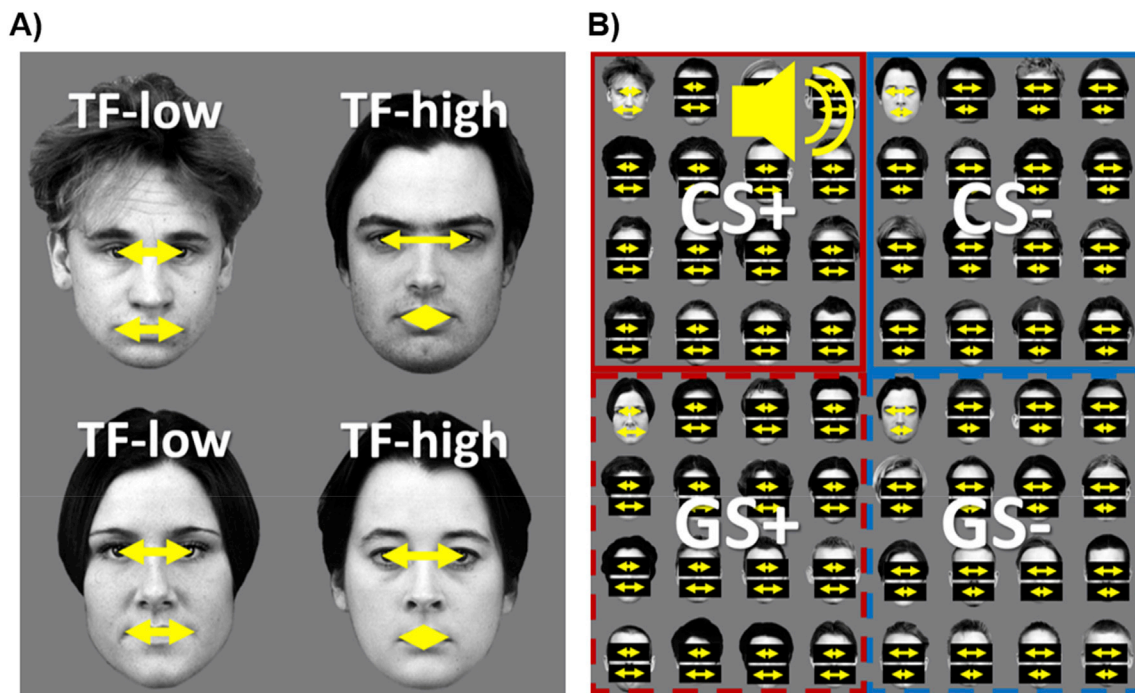 A)
B)
TF-low
TF-high
TF-low
TF-high
CS+
CS-
GS+
GS-